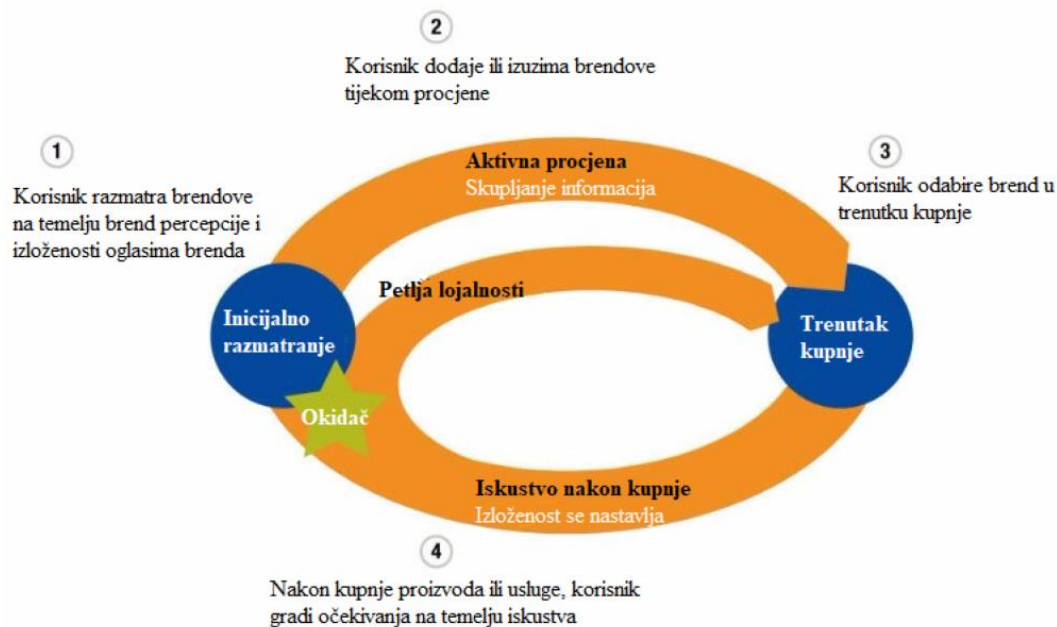 1
Korisnik razmatra brendove
na temelju brend percepcije i
izloženosti oglasima brenda
2
Korisnik dodaje ili izuzima brendove
tijekom procjene
3
Korisnik odabire brend u
trenutku kupnje
Aktivna procjena
Skupljanje informacija
Petlja lojalnosti
Inicijalno
razmatranje
Okidač
Trenutak
kupnje
Iskustvo nakon kupnje
Izloženost se nastavlja
4
Nakon kupnje proizvoda ili usluge, korisnik
gradi očekivanja na temelju iskustva